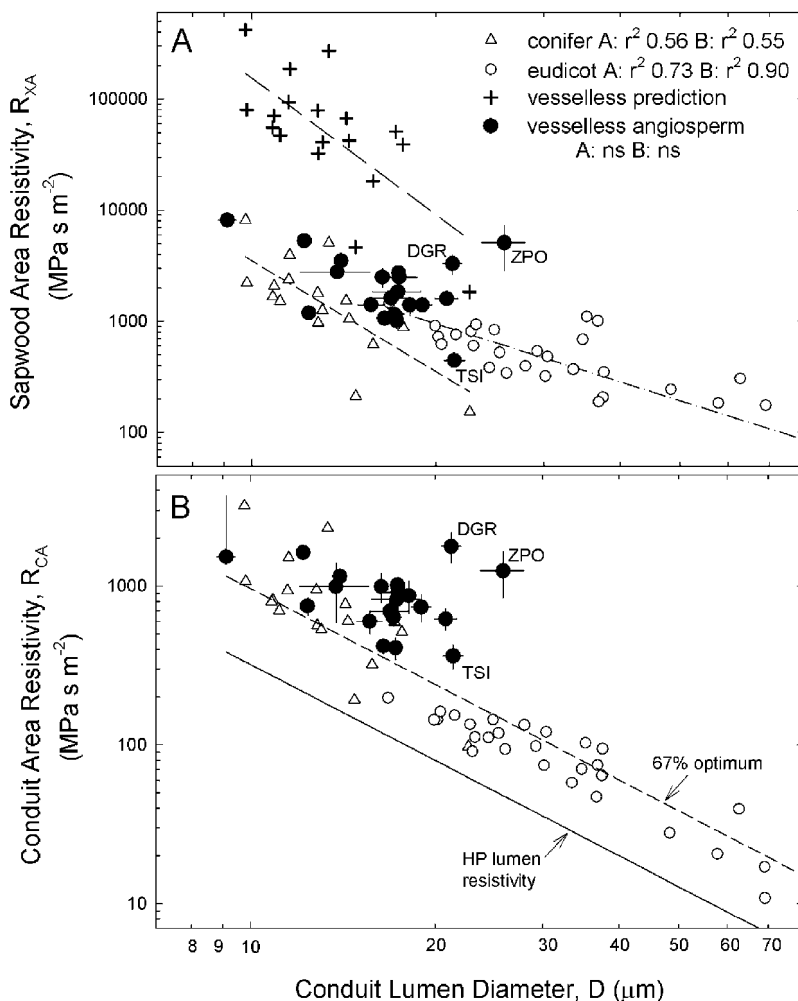 A
conifer A: r² 0.56 B: r² 0.55
eudicot A: r² 0.73 B: r² 0.90
vesselless prediction
vesselless angiosperm
A: ns B: ns
Sapwood Area Resistivity, R_XA
(MPa s m⁻²)
100000
10000
1000
100
DGR
ZPO
TSI
B
Conduit Area Resistivity, R_CA
(MPa s m⁻²)
1000
100
10
DGR
ZPO
TSI
67% optimum
HP lumen
resistivity
8 9 10 20 30 40 50 60 70
Conduit Lumen Diameter, D (μm)